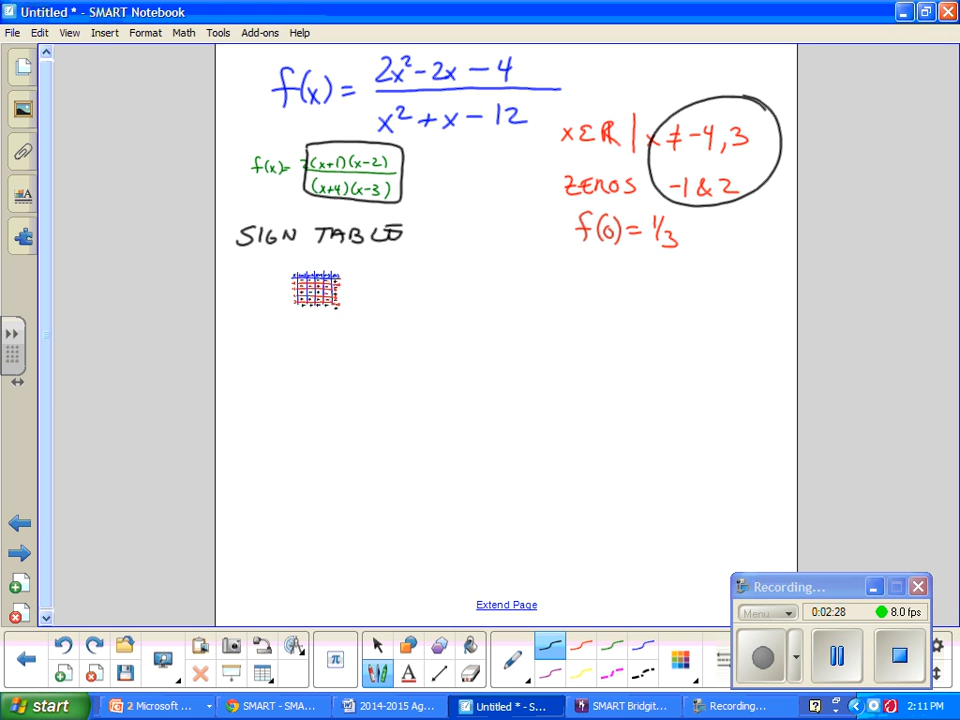 Untitled * - SMART Notebook
File Edit View Insert Format Math Tools Add-ons Help
f(x) = 2x² - 2x - 4
x² + x - 12
x ΣR | x ≠ -4, 3
f(x) = 2(x+1)(x-2)
(x+4)(x-3)
ZEROS -1 & 2
SIGN TABLE
f(0) = 1/3
Extend Page
Recording...
Menu
0:02:28
8.0 fps
start
2 Microsoft ...
SMART - SMA...
2014-2015 Ag...
Untitled * - S...
SMART Bridgit...
Recording...
2:11 PM